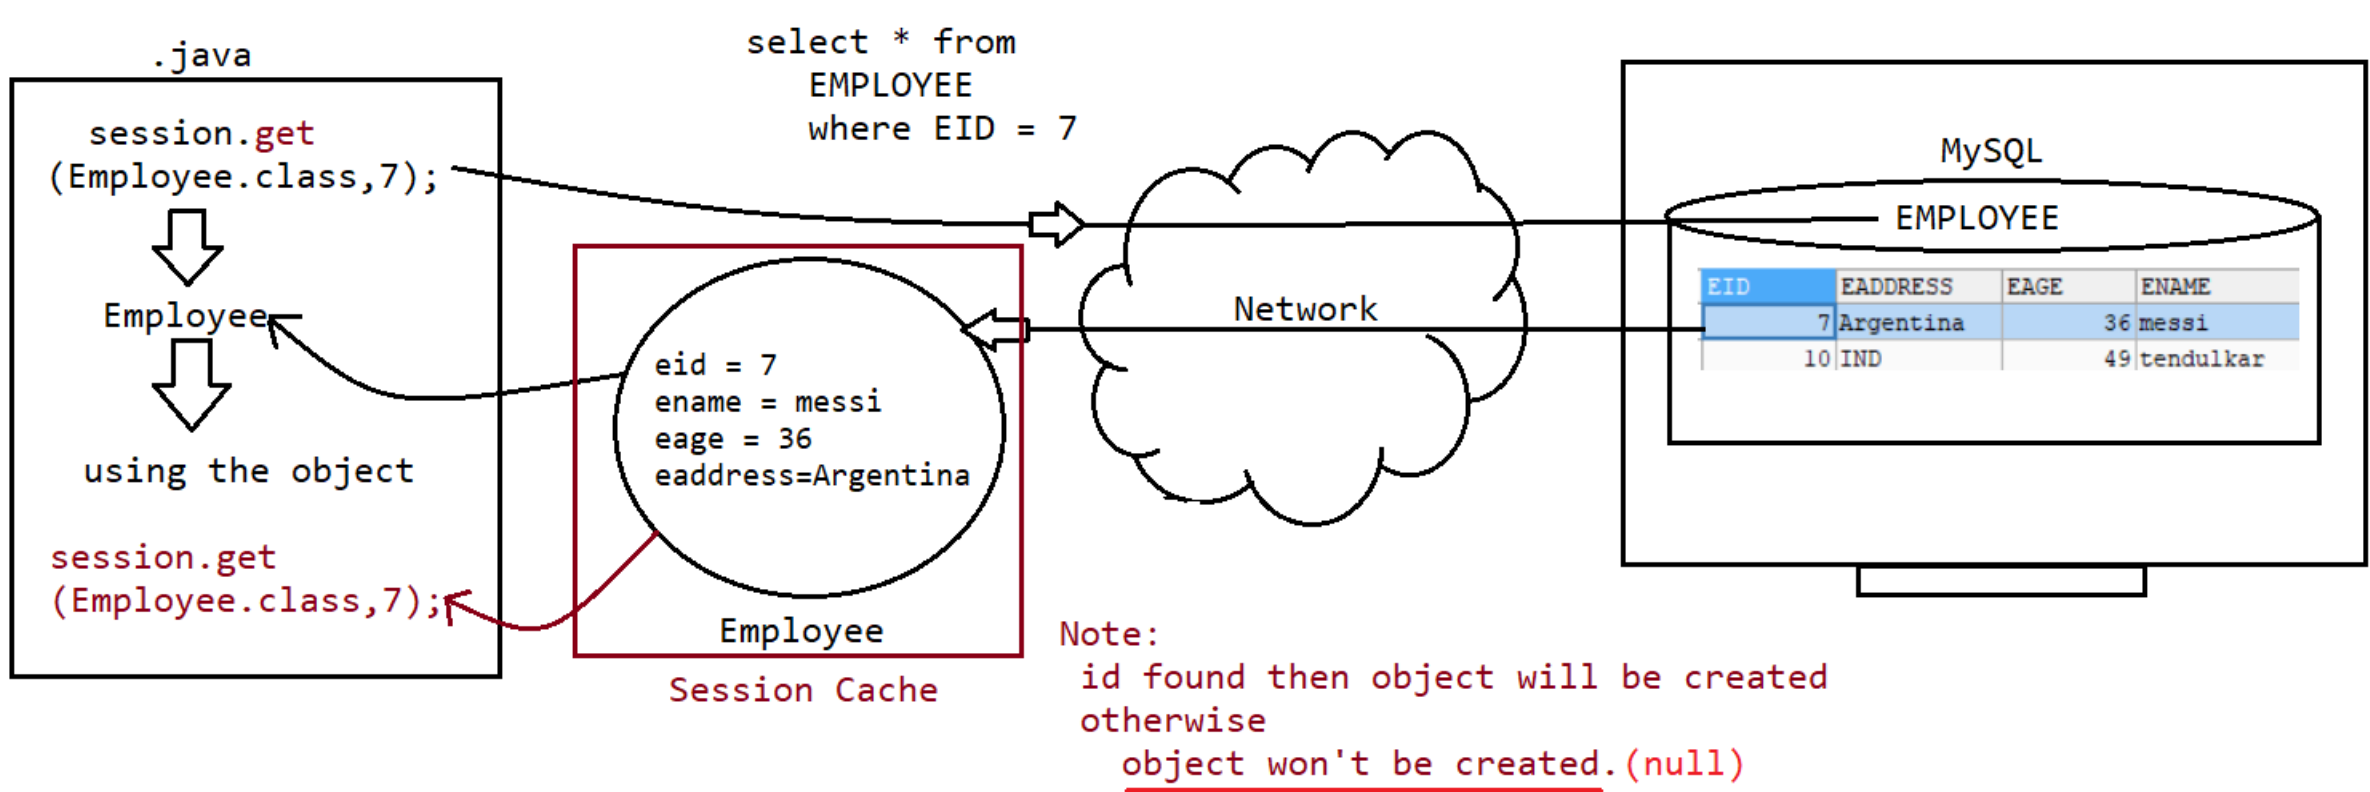 .java
session.get
(Employee.class,7);
Employee
using the object
session.get
(Employee.class,7);
select * from
EMPLOYEE
where EID = 7
eid = 7
ename = messi
eage = 36
eaddress=Argentina
Employee
Session Cache
Network
MySQL
EMPLOYEE
EID EADDRESS EAGE ENAME
7 Argentina 36 messi
10 IND 49 tendulkar
Note:
id found then object will be created
otherwise
object won't be created.(null)